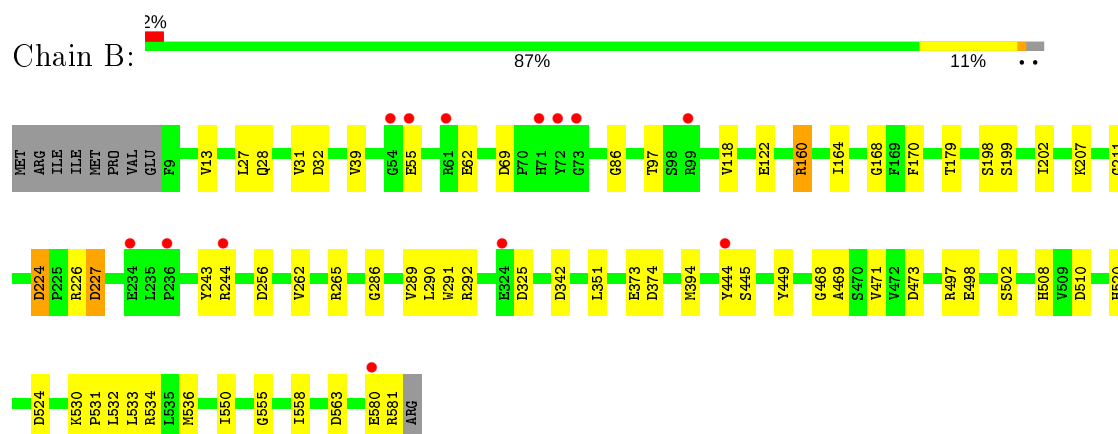 2%
Chain B:
87%
11%
MET ARG ILE ILE MET PRO VAL GLU F9 V13 L27 Q28 V31 D32 V39 G54 E55 R61 E62 D69 P70 H71 Y72 G73 G86 T97 S98 R99 V118 E122 R160 I164 G168 F169 F170 T179 S198 S199 I202 K207
D224 P225 R226 D227 E234 L235 P236 Y243 R244 D256 V262 R265 G286 V289 L290 W291 R292 E324 D325 D342 L351 E373 D374 M394 Y444 S445 Y449 G468 A469 S470 V471 V472 D473 R497 E498 S502 H508 V509 D510
D524 K530 P531 L532 L533 R534 L535 M536 I550 G555 I558 D563 E580 R581 ARG